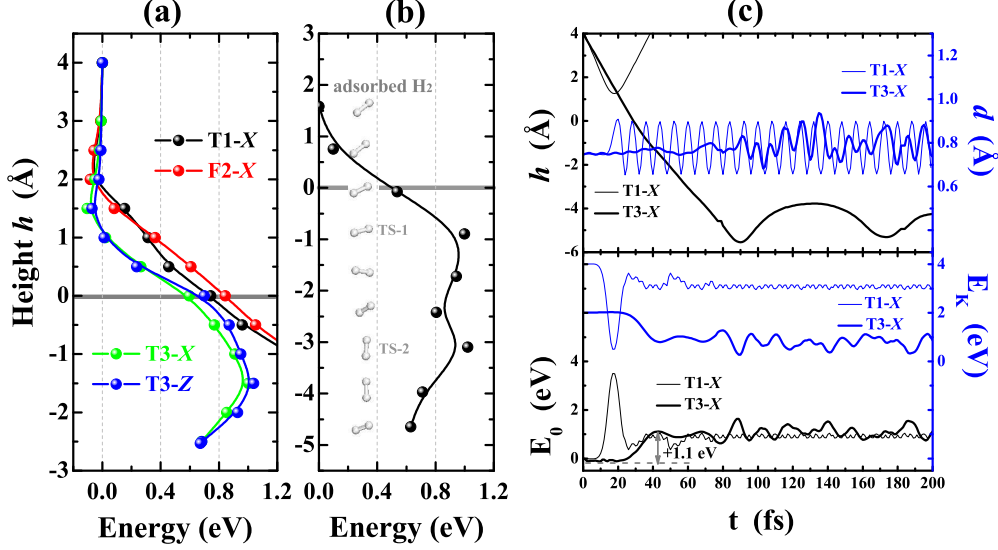 (a)
(b)
(c)
4
3
2
1
0
-1
-2
-3
Height h (Å)
T1-X
F2-X
T3-X
T3-Z
0.0 0.4 0.8 1.2
Energy (eV)
3
2
1
0
-1
-2
-3
-4
-5
adsorbed H2
TS-1
TS-2
0.0 0.4 0.8 1.2
Energy (eV)
4
2
0
-2
-4
-6
h (Å)
T1-X
T3-X
T1-X
T3-X
1.2
1.0
0.8
0.6
d (Å)
T1-X
T3-X
4
2
0
EK (eV)
T1-X
T3-X
+1.1 eV
4
2
0
E0 (eV)
0 20 40 60 80 100 120 140 160 180 200
t (fs)